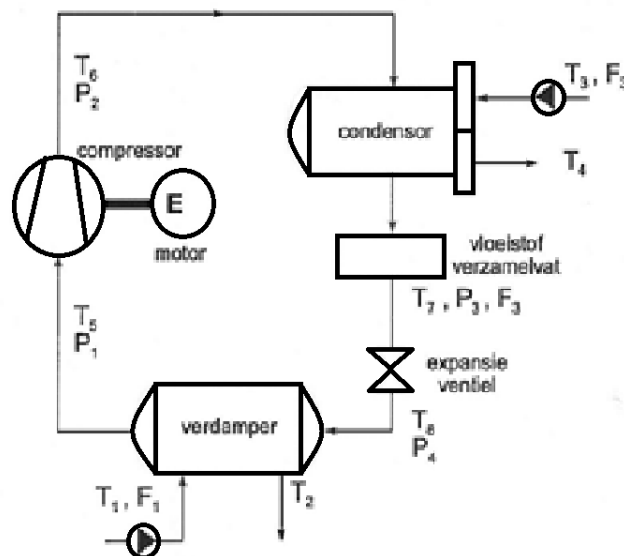 T₆
P₂
T₃, F₂
condensor
T₄
compressor
E
motor
vloeistof
verzamelvat
T₇, P₃, F₃
T₅
P₁
expansie
ventiel
T₈
P₄
verdamper
T₁, F₁
T₂